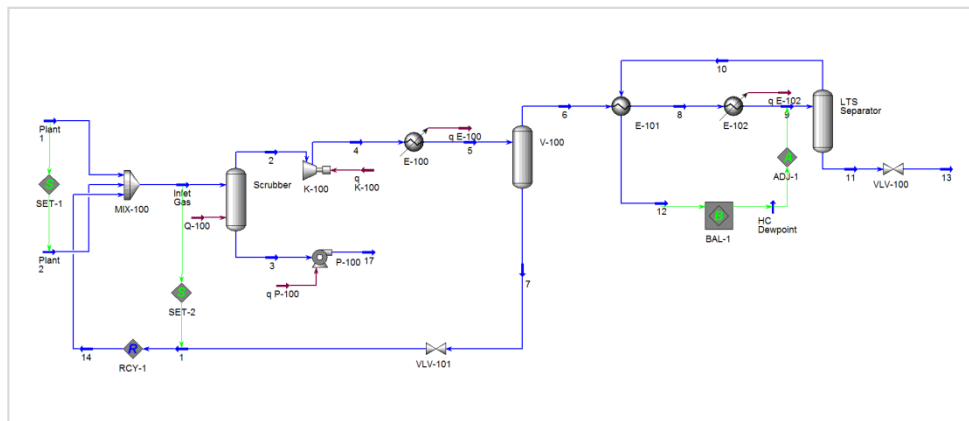 Plant
1
SET-1
Plant
2
MIX-100
Inlet
Gas
Q-100
SET-2
14
RCY-1
1
2
Scrubber
3
q P-100
P-100
17
K-100
q
K-100
4
E-100
q E-100
5
V-100
VLV-101
7
6
E-101
10
8
E-102
q E-102
9
LTS
Separator
ADJ-1
A
12
BAL-1
B
HC
Dewpoint
11
VLV-100
13
S
S
R